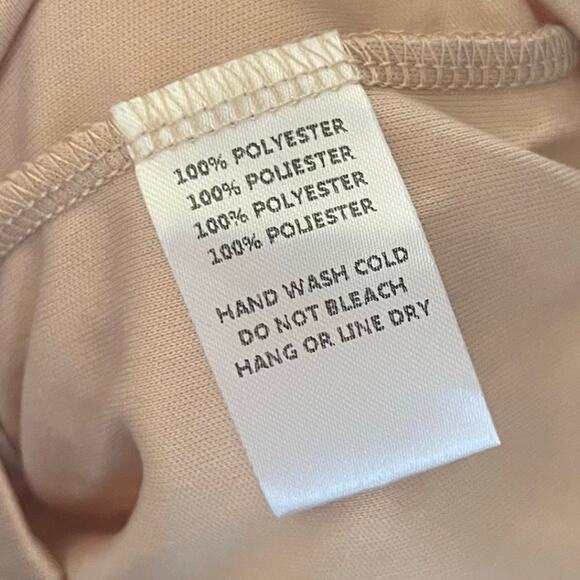 100% POLYESTER
100% POLIESTER
100% POLYESTER
100% POLIESTER
HAND WASH COLD
DO NOT BLEACH
HANG OR LINE DRY